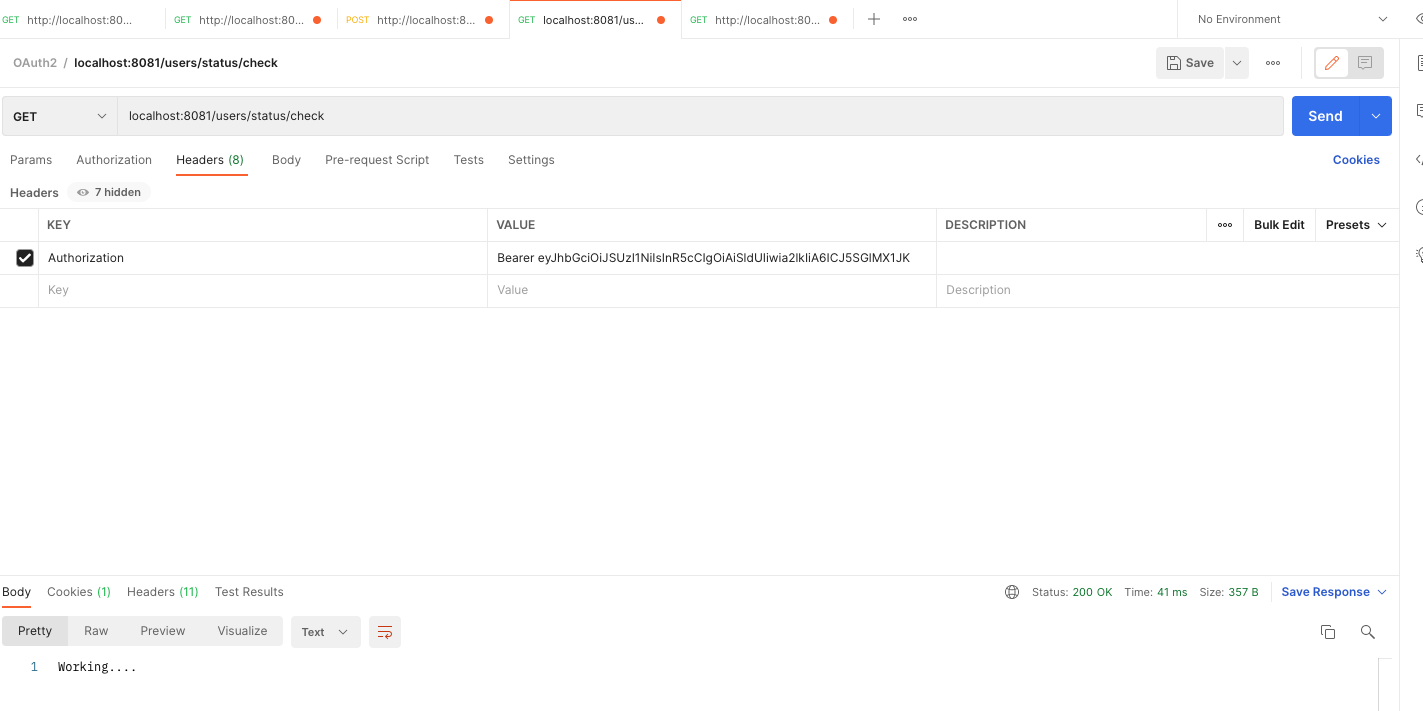 GET http://localhost:80... GET http://localhost:80... POST http://localhost:8... GET localhost:8081/us... GET http://localhost:80... No Environment
OAuth2 / localhost:8081/users/status/check Save
GET localhost:8081/users/status/check Send
Params Authorization Headers (8) Body Pre-request Script Tests Settings Cookies
Headers 7 hidden
KEY VALUE DESCRIPTION Bulk Edit Presets
Authorization Bearer
Key Value Description
Body Cookies (1) Headers (11) Test Results Status: 200 OK Time: 41 ms Size: 357 B Save Response
Pretty Raw Preview Visualize Text
1 Working....